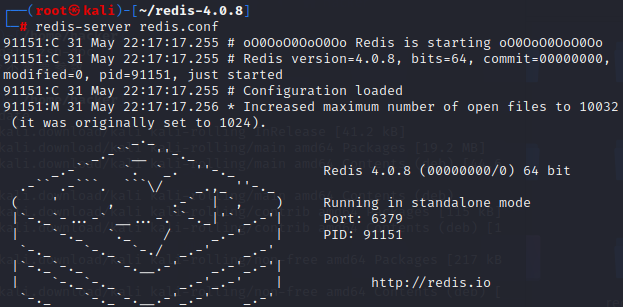 (root㉿kali)-[~/redis-4.0.8]
# redis-server redis.conf
91151:C 31 May 22:17:17.255 # oO0OoO0OoO0Oo Redis is starting oO0OoO0OoO0Oo
91151:C 31 May 22:17:17.255 # Redis version=4.0.8, bits=64, commit=00000000,
modified=0, pid=91151, just started
91151:C 31 May 22:17:17.255 # Configuration loaded
91151:M 31 May 22:17:17.256 * Increased maximum number of open files to 10032
(it was originally set to 1024).
Redis 4.0.8 (00000000/0) 64 bit
Running in standalone mode
Port: 6379
PID: 91151
http://redis.io